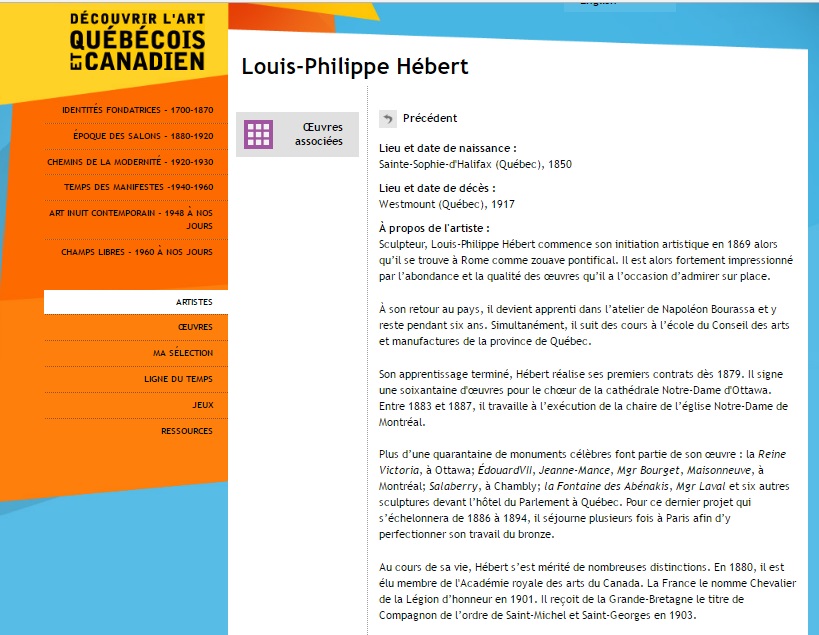 English
DÉCOUVRIR L'ART
QUÉBÉCOIS
ET CANADIEN
Louis-Philippe Hébert
IDENTITÉS FONDATRICES - 1700-1870
ÉPOQUE DES SALONS - 1880-1920
CHEMINS DE LA MODERNITÉ - 1920-1930
TEMPS DES MANIFESTES -1940-1960
ART INUIT CONTEMPORAIN - 1948 À NOS
JOURS
CHAMPS LIBRES - 1960 À NOS JOURS
ARTISTES
ŒUVRES
MA SÉLECTION
LIGNE DU TEMPS
JEUX
RESSOURCES
Œuvres
associées
Précédent
Lieu et date de naissance :
Sainte-Sophie-d'Halifax (Québec), 1850
Lieu et date de décès :
Westmount (Québec), 1917
À propos de l'artiste :
Sculpteur, Louis-Philippe Hébert commence son initiation artistique en 1869 alors
qu’il se trouve à Rome comme zouave pontifical. Il est alors fortement impressionné
par l’abondance et la qualité des œuvres qu’il a l’occasion d’admirer sur place.
À son retour au pays, il devient apprenti dans l’atelier de Napoléon Bourassa et y
reste pendant six ans. Simultanément, il suit des cours à l’école du Conseil des arts
et manufactures de la province de Québec.
Son apprentissage terminé, Hébert réalise ses premiers contrats dès 1879. Il signe
une soixantaine d'œuvres pour le chœur de la cathédrale Notre-Dame d'Ottawa.
Entre 1883 et 1887, il travaille à l’exécution de la chaire de l’église Notre-Dame de
Montréal.
Plus d’une quarantaine de monuments célèbres font partie de son œuvre : la Reine
Victoria, à Ottawa; ÉdouardVII, Jeanne-Mance, Mgr Bourget, Maisonneuve, à
Montréal; Salaberry, à Chambly; la Fontaine des Abénakis, Mgr Laval et six autres
sculptures devant l’hôtel du Parlement à Québec. Pour ce dernier projet qui
s’échelonnera de 1886 à 1894, il séjourne plusieurs fois à Paris afin d’y
perfectionner son travail du bronze.
Au cours de sa vie, Hébert s’est mérité de nombreuses distinctions. En 1880, il est
élu membre de l'Académie royale des arts du Canada. La France le nomme Chevalier
de la Légion d’honneur en 1901. Il reçoit de la Grande-Bretagne le titre de
Compagnon de l’ordre de Saint-Michel et Saint-Georges en 1903.